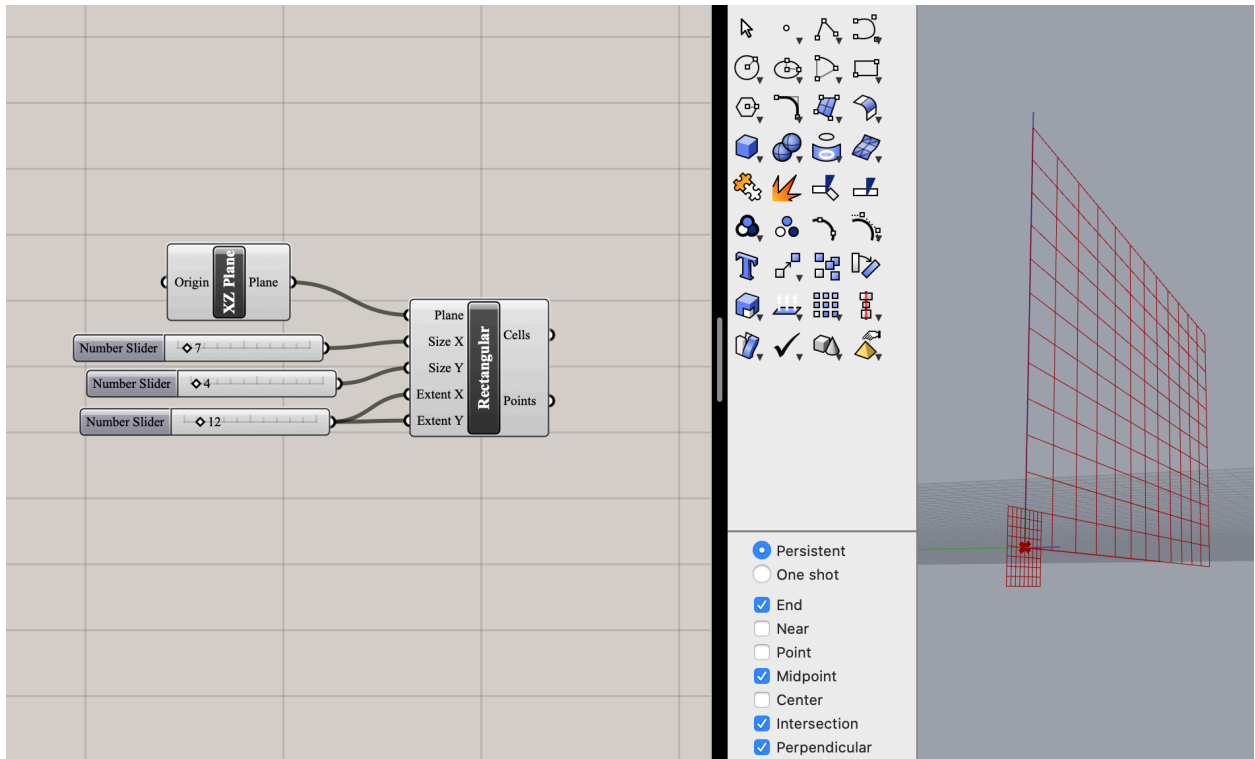 Origin
XZ Plane
Plane
Plane
Size X
Size Y
Extent X
Extent Y
Rectangular
Cells
Points
Number Slider 7
Number Slider 4
Number Slider 12
T
Persistent
One shot
End
Near
Point
Midpoint
Center
Intersection
Perpendicular